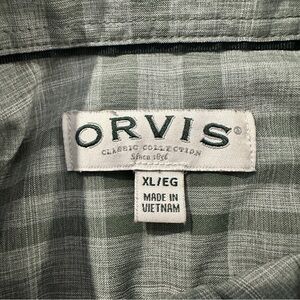 ORVIS®
CLASSIC COLLECTION
Since 1856
XL/EG
MADE IN
VIETNAM